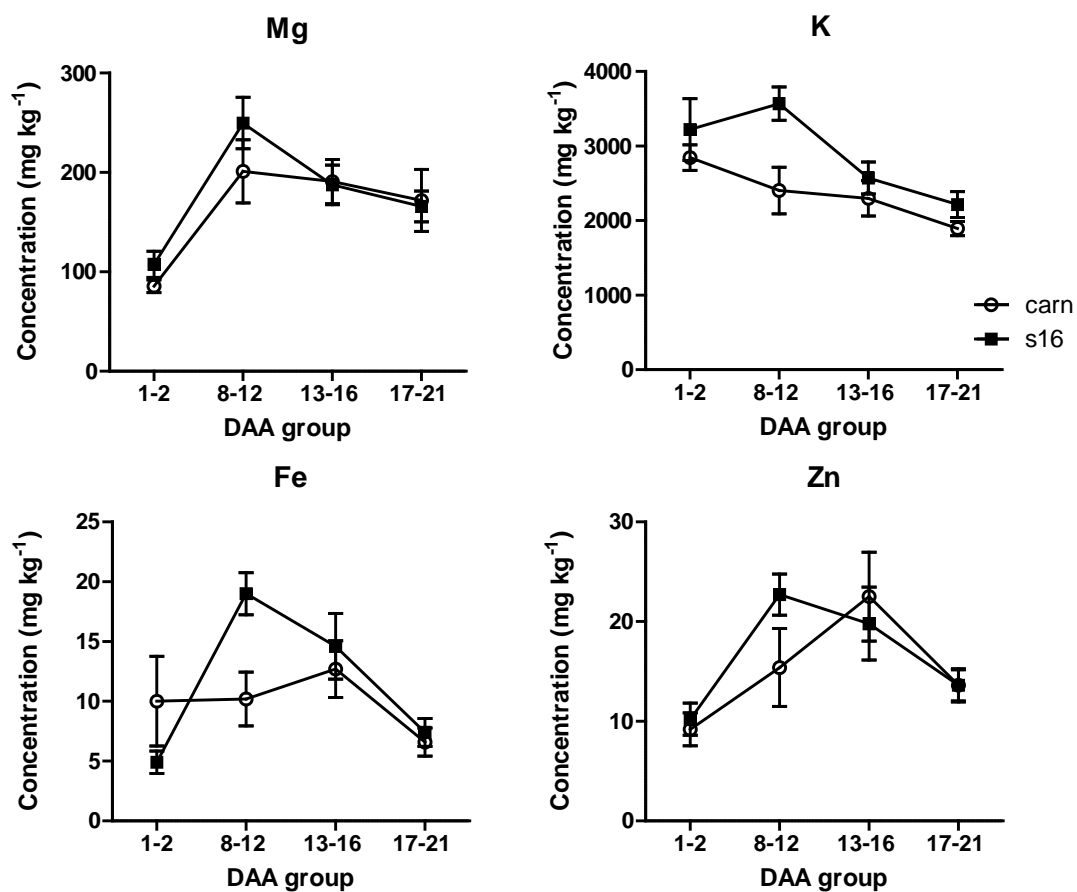 Mg
Concentration (mg kg⁻¹)
300
200
100
0
1-2 8-12 13-16 17-21
DAA group
K
Concentration (mg kg⁻¹)
4000
3000
2000
1000
0
1-2 8-12 13-16 17-21
DAA group
carn
s16
Fe
Concentration (mg kg⁻¹)
25
20
15
10
5
0
1-2 8-12 13-16 17-21
DAA group
Zn
Concentration (mg kg⁻¹)
30
20
10
0
1-2 8-12 13-16 17-21
DAA group